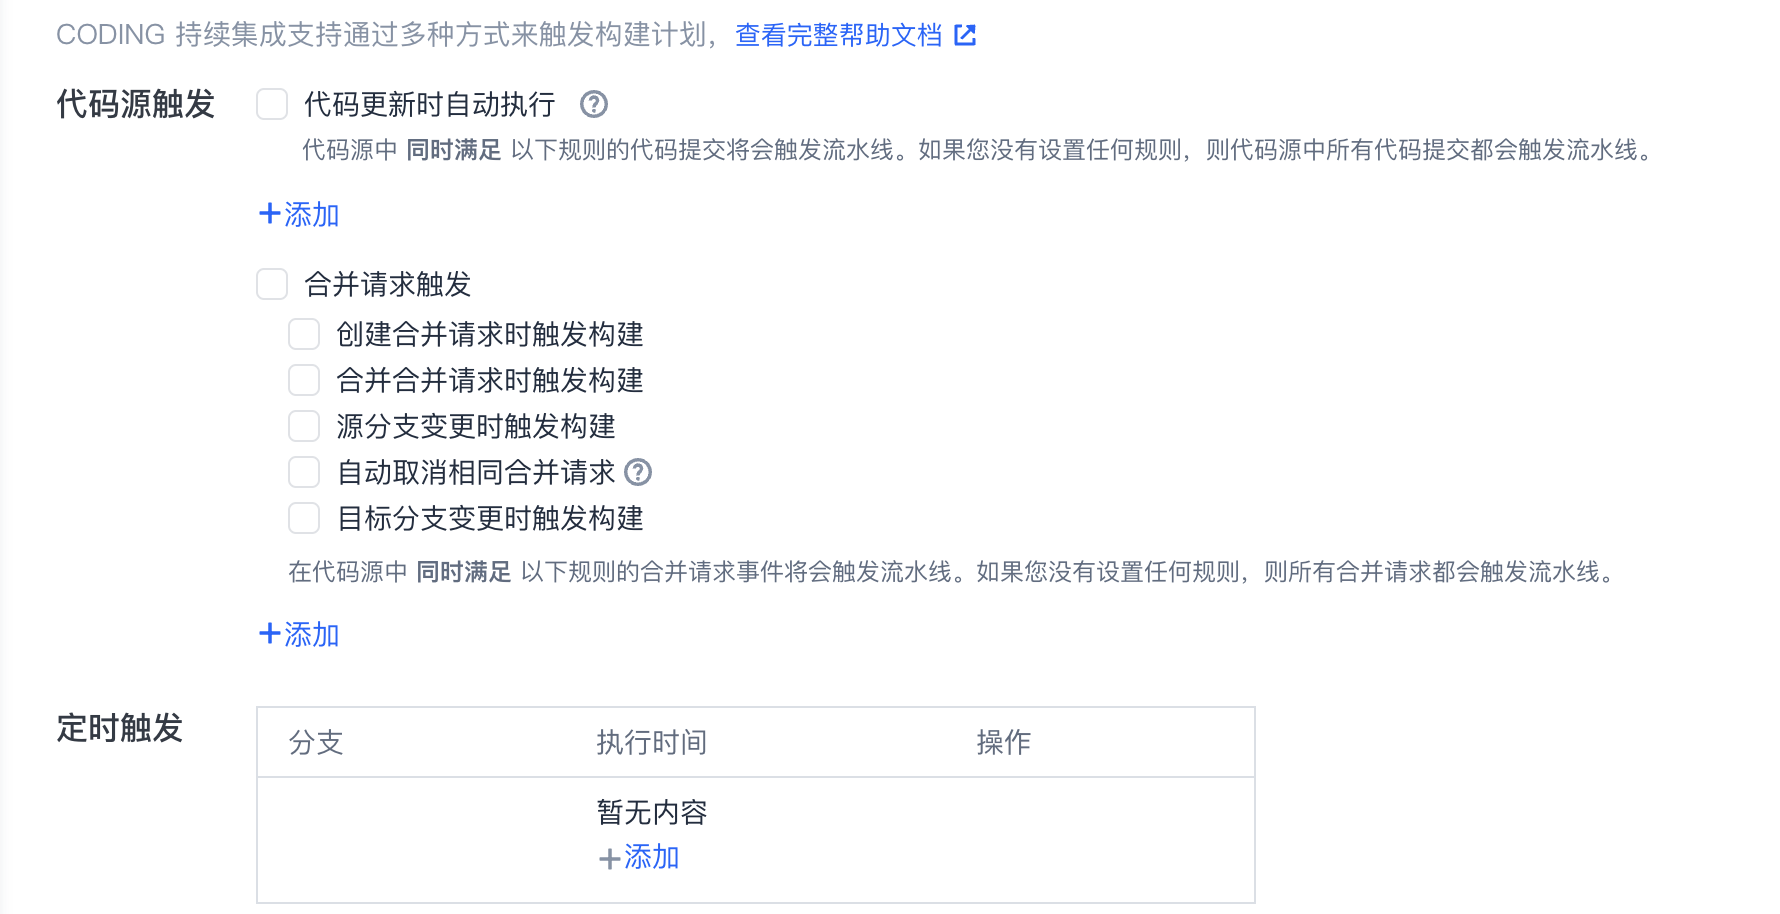 CODING 持续集成支持通过多种方式来触发构建计划，查看完整帮助文档
代码源触发
代码更新时自动执行
代码源中 同时满足 以下规则的代码提交将会触发流水线。如果您没有设置任何规则，则代码源中所有代码提交都会触发流水线。
+添加
合并请求触发
创建合并请求时触发构建
合并合并请求时触发构建
源分支变更时触发构建
自动取消相同合并请求
目标分支变更时触发构建
在代码源中 同时满足 以下规则的合并请求事件将会触发流水线。如果您没有设置任何规则，则所有合并请求都会触发流水线。
+添加
定时触发
分支 执行时间 操作
暂无内容
+添加